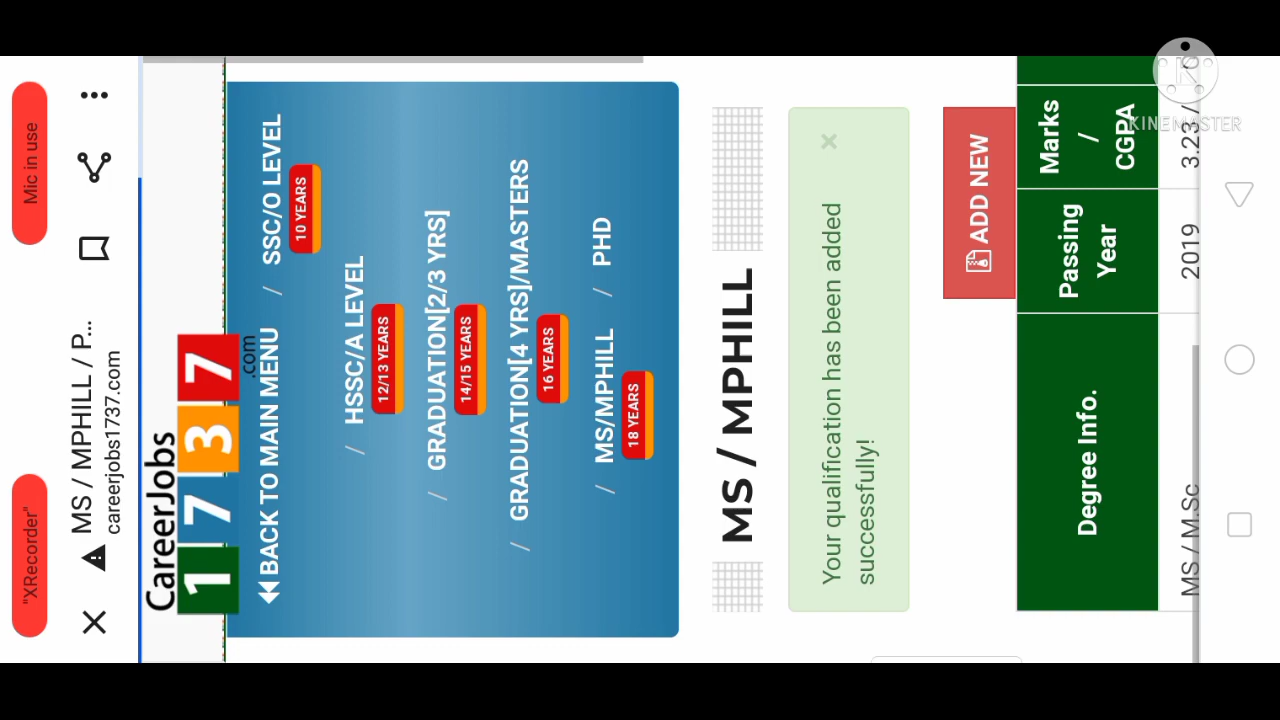 "XRecorder"
Mic in use
MS / MPHILL / P...
careerjobs1737.com
CareerJobs
1737
.com
BACK TO MAIN MENU / SSC/O LEVEL
10 YEARS
/ HSSC/A LEVEL
12/13 YEARS
/ GRADUATION[2/3 YRS]
14/15 YEARS
/ GRADUATION[4 YRS]/MASTERS
16 YEARS
/ MS/MPHILL / PHD
18 YEARS
MS / MPHILL
Your qualification has been added ×
successfully!
ADD NEW
Degree Info. Passing Year Marks / CGPA
MS / M.Sc 2019 3.23 /
KINEMASTER